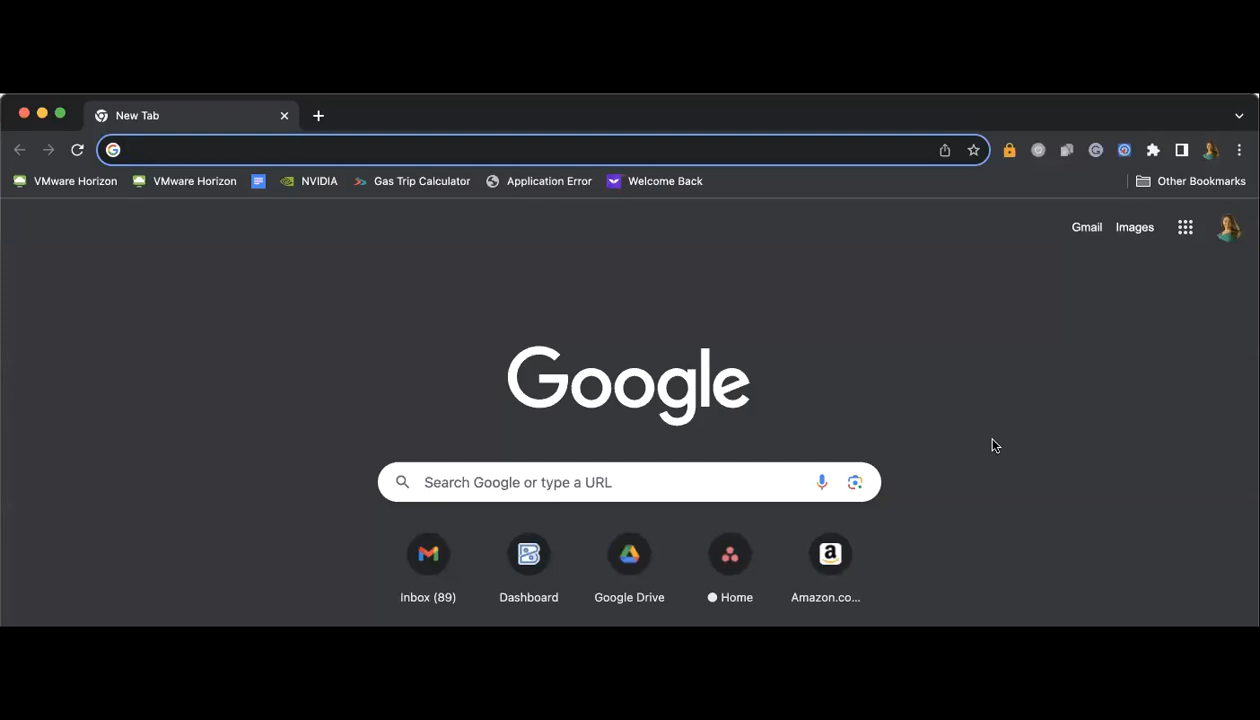 New Tab
VMware Horizon VMware Horizon NVIDIA Gas Trip Calculator Application Error Welcome Back Other Bookmarks
Gmail Images
Google
Search Google or type a URL
Inbox (89) Dashboard Google Drive Home Amazon.co...